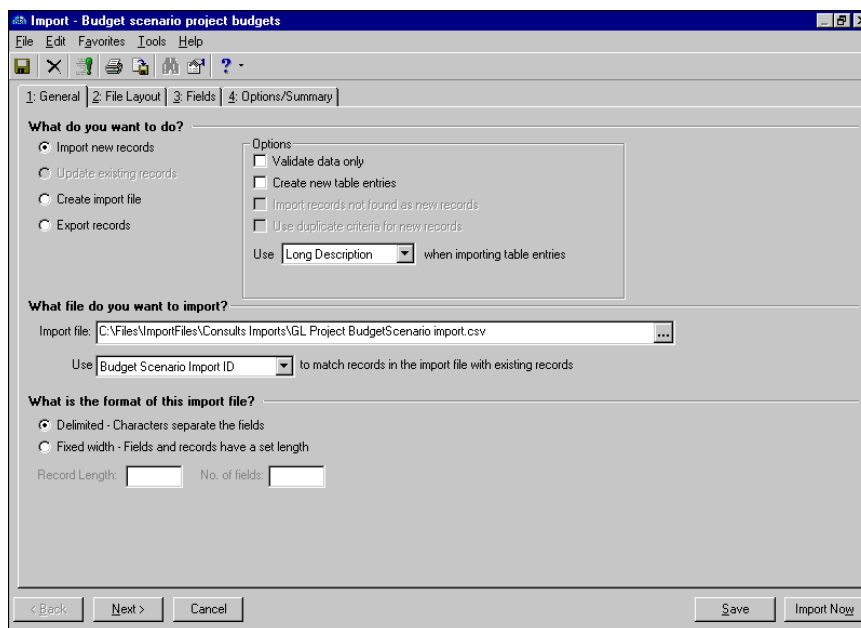 Import - Budget scenario project budgets
File Edit Favorites Tools Help
1: General 2: File Layout 3: Fields 4: Options/Summary
What do you want to do?
Import new records
Update existing records
Create import file
Export records
Options
Validate data only
Create new table entries
Import records not found as new records
Use duplicate criteria for new records
Use Long Description when importing table entries
What file do you want to import?
Import file: C:\Files\ImportFiles\Consults Imports\GL Project BudgetScenario import.csv ...
Use Budget Scenario Import ID to match records in the import file with existing records
What is the format of this import file?
Delimited - Characters separate the fields
Fixed width - Fields and records have a set length
Record Length: No. of fields:
< Back Next > Cancel Save Import Now